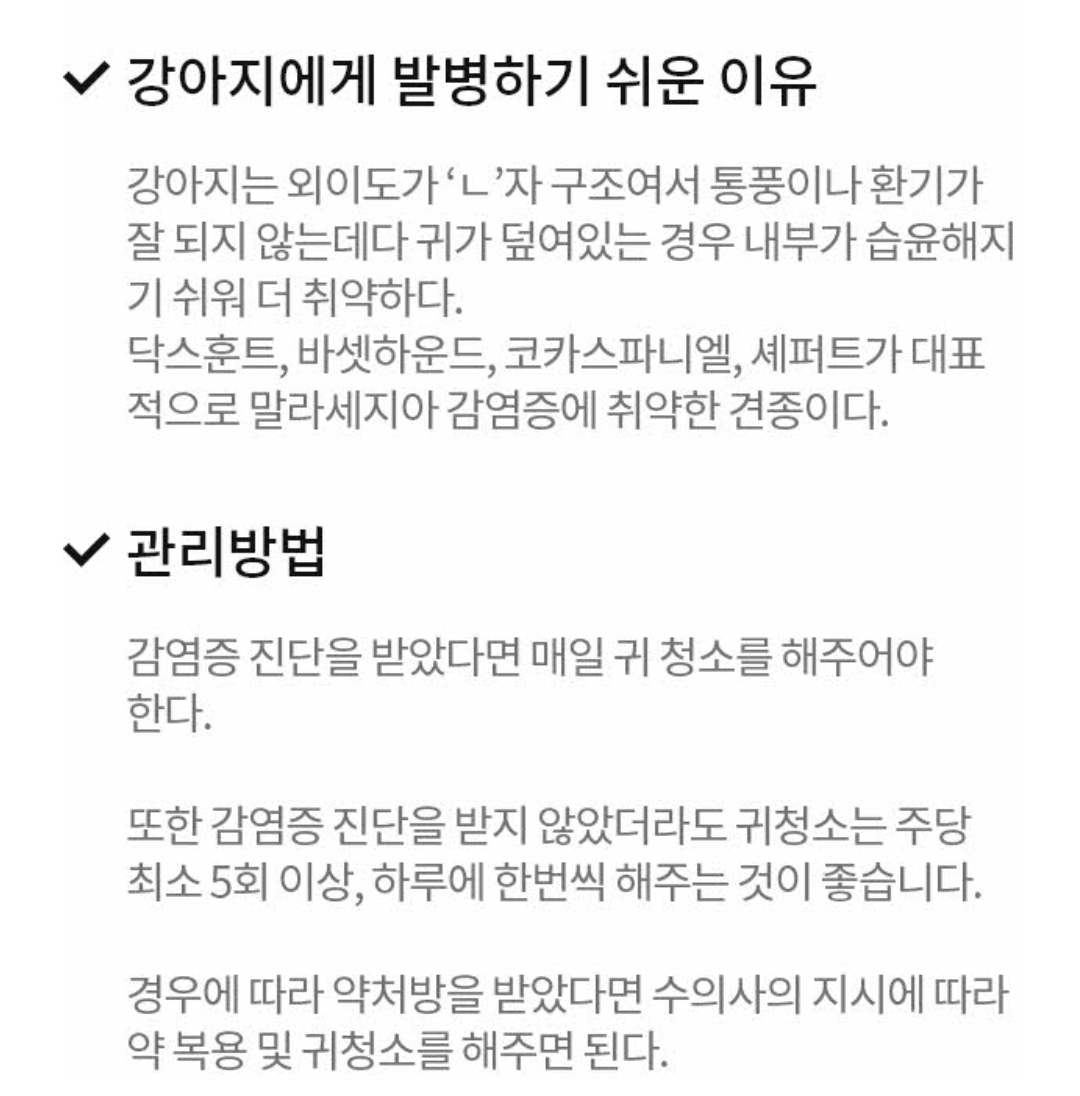 ✔ 강아지에게 발병하기 쉬운 이유
강아지는 외이도가 ‘ㄴ’자 구조여서 통풍이나 환기가
잘 되지 않는데다 귀가 덮여있는 경우 내부가 습윤해지
기 쉬워 더 취약하다.
닥스훈트, 바셋하운드, 코카스파니엘, 셰퍼트가 대표
적으로 말라세지아 감염증에 취약한 견종이다.
✔ 관리방법
감염증 진단을 받았다면 매일 귀 청소를 해주어야
한다.
또한 감염증 진단을 받지 않았더라도 귀청소는 주당
최소 5회 이상, 하루에 한번씩 해주는 것이 좋습니다.
경우에 따라 약처방을 받았다면 수의사의 지시에 따라
약 복용 및 귀청소를 해주면 된다.